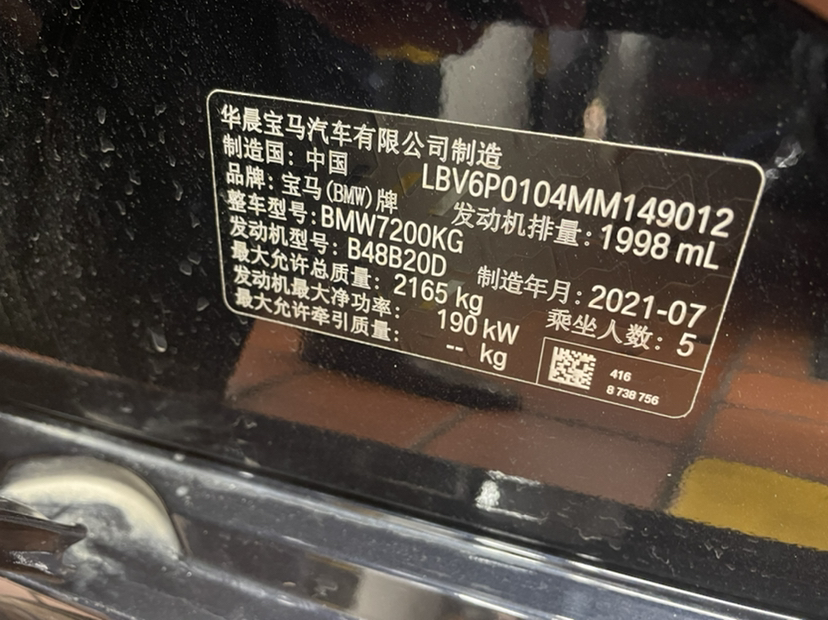 华晨宝马汽车有限公司制造
制造国：中国 LBV6P0104MM149012
品牌：宝马(BMW)牌 发动机排量：1998 mL
整车型号：BMW7200KG
发动机型号：B48B20D 制造年月：2021-07
最大允许总质量：2165 kg 乘坐人数：5
发动机最大净功率：190 kW
最大允许牵引质量：-- kg
416
8 738 756